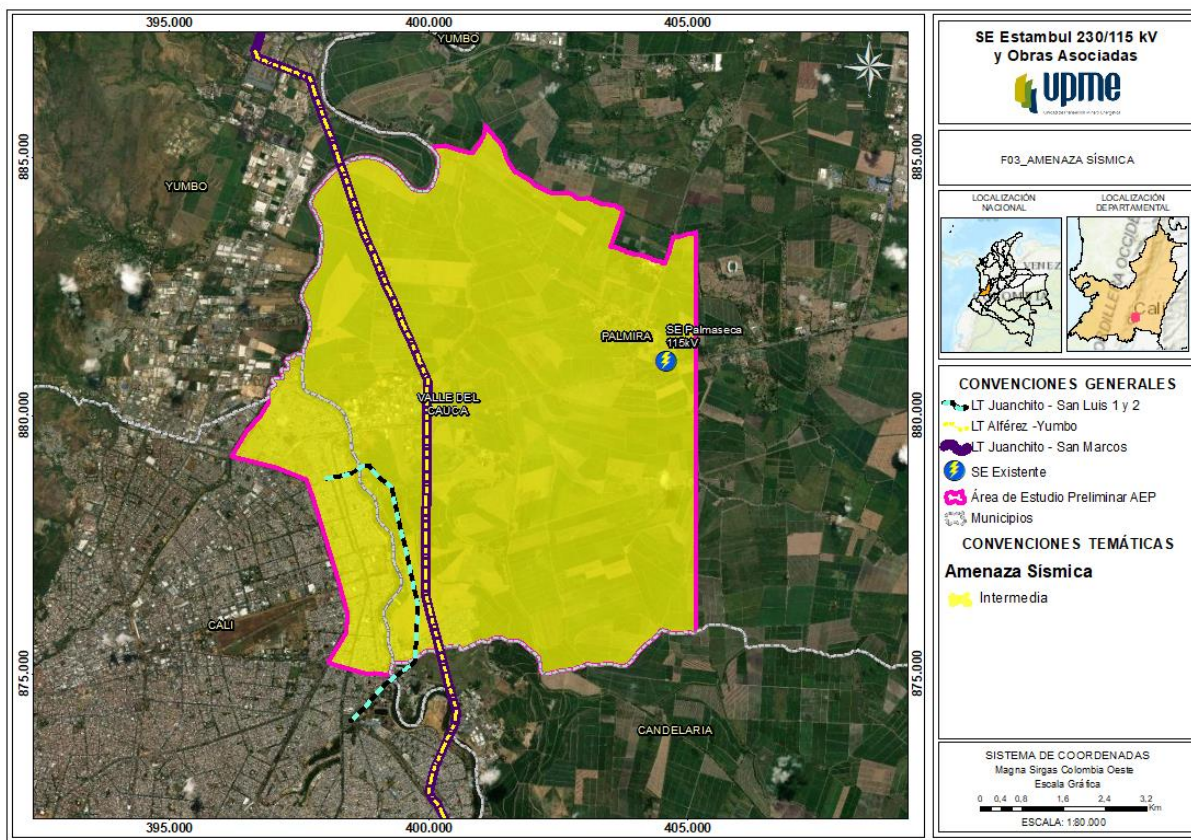 395.000
400.000
405.000
885.000
880.000
875.000
YUMBO
YUMBO
PALMIRA
SE Palmaseca
115kV
VALLE DEL
CAUCA
CALI
CANDELARIA
885.000
880.000
875.000
395.000
400.000
405.000
SE Estambul 230/115 kV
y Obras Asociadas
upme
F03_AMENAZA SÍSMICA
LOCALIZACIÓN
NACIONAL
LOCALIZACIÓN
DEPARTAMENTAL
Cali
CONVENCIONES GENERALES
LT Juanchito - San Luis 1 y 2
LT Alférez -Yumbo
LT Juanchito - San Marcos
SE Existente
Área de Estudio Preliminar AEP
Municipios
CONVENCIONES TEMÁTICAS
Amenaza Sísmica
Intermedia
SISTEMA DE COORDENADAS
Magna Sirgas Colombia Oeste
Escala Gráfica
0 0,4 0,8 1,6 2,4 3,2
Km
ESCALA: 1:80.000